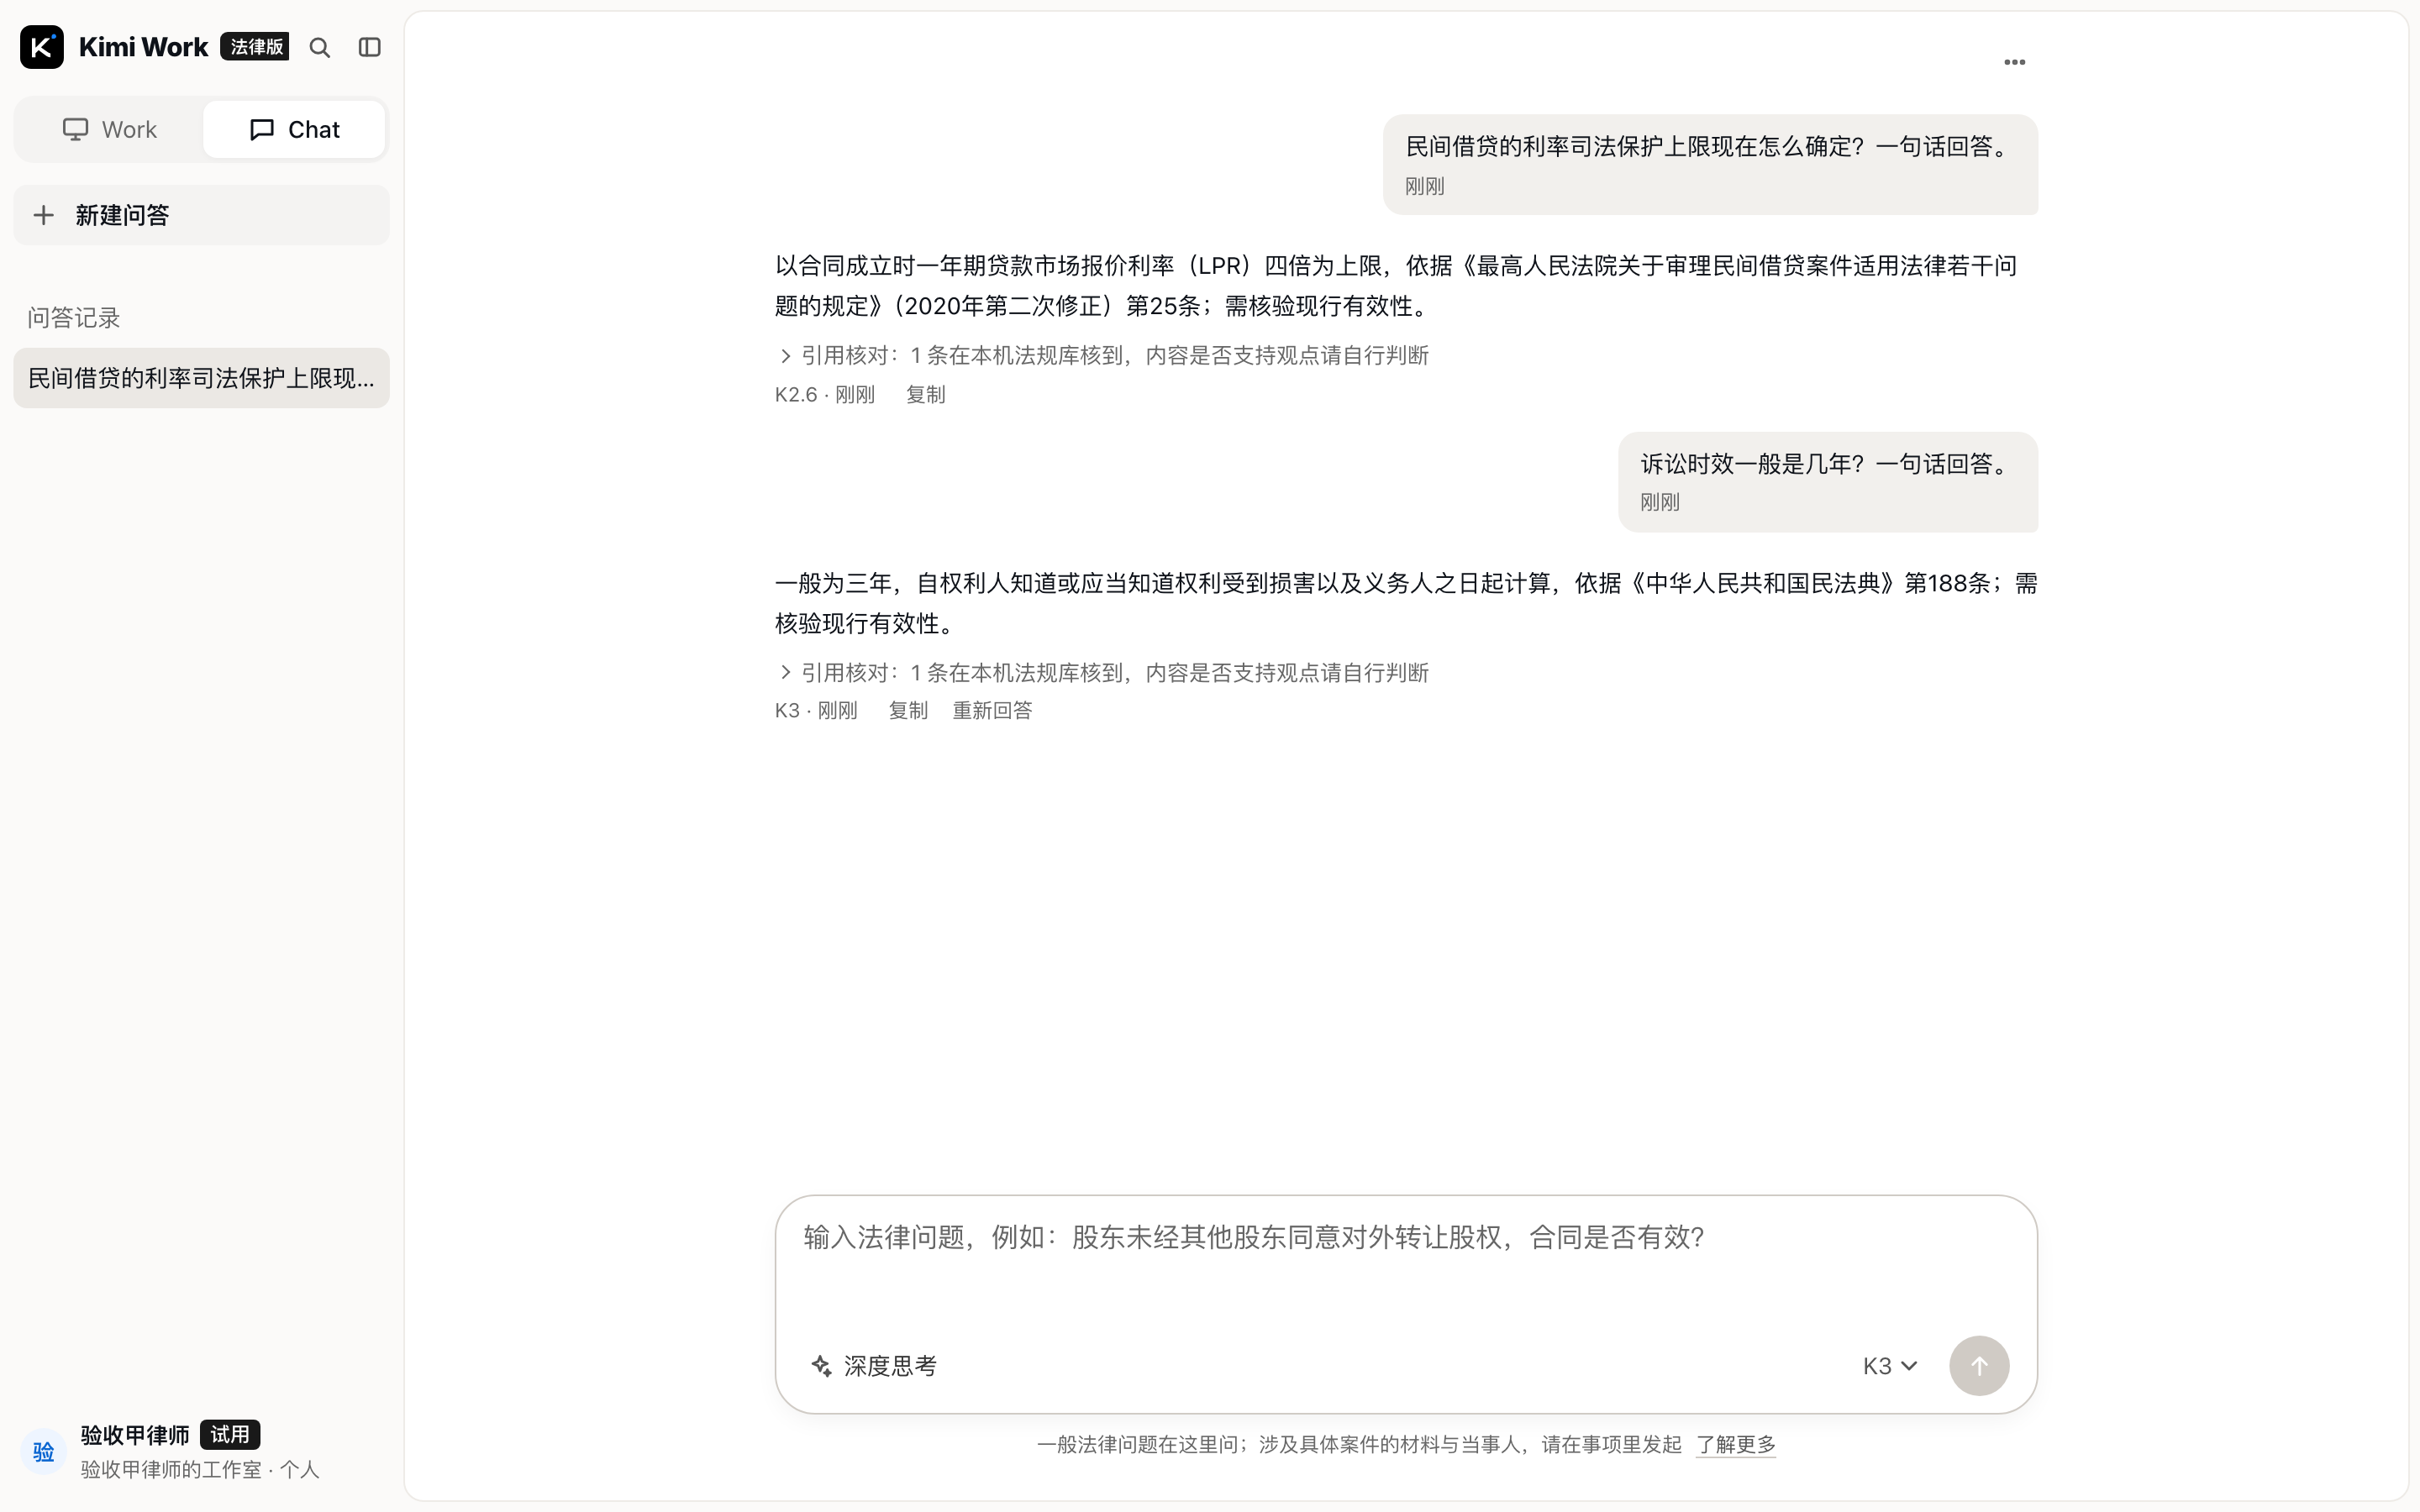 Kimi Work 法律版
Work
Chat
新建问答
问答记录
民间借贷的利率司法保护上限现...
民间借贷的利率司法保护上限现在怎么确定？一句话回答。
刚刚
以合同成立时一年期贷款市场报价利率（LPR）四倍为上限，依据《最高人民法院关于审理民间借贷案件适用法律若干问
题的规定》（2020年第二次修正）第25条；需核验现行有效性。
引用核对：1 条在本机法规库核到，内容是否支持观点请自行判断
K2.6 · 刚刚 复制
诉讼时效一般是几年？一句话回答。
刚刚
一般为三年，自权利人知道或应当知道权利受到损害以及义务人之日起计算，依据《中华人民共和国民法典》第188条；需
核验现行有效性。
引用核对：1 条在本机法规库核到，内容是否支持观点请自行判断
K3 · 刚刚 复制 重新回答
输入法律问题，例如：股东未经其他股东同意对外转让股权，合同是否有效？
深度思考
K3
一般法律问题在这里问；涉及具体案件的材料与当事人，请在事项里发起 了解更多
验
验收甲律师 试用
验收甲律师的工作室 · 个人